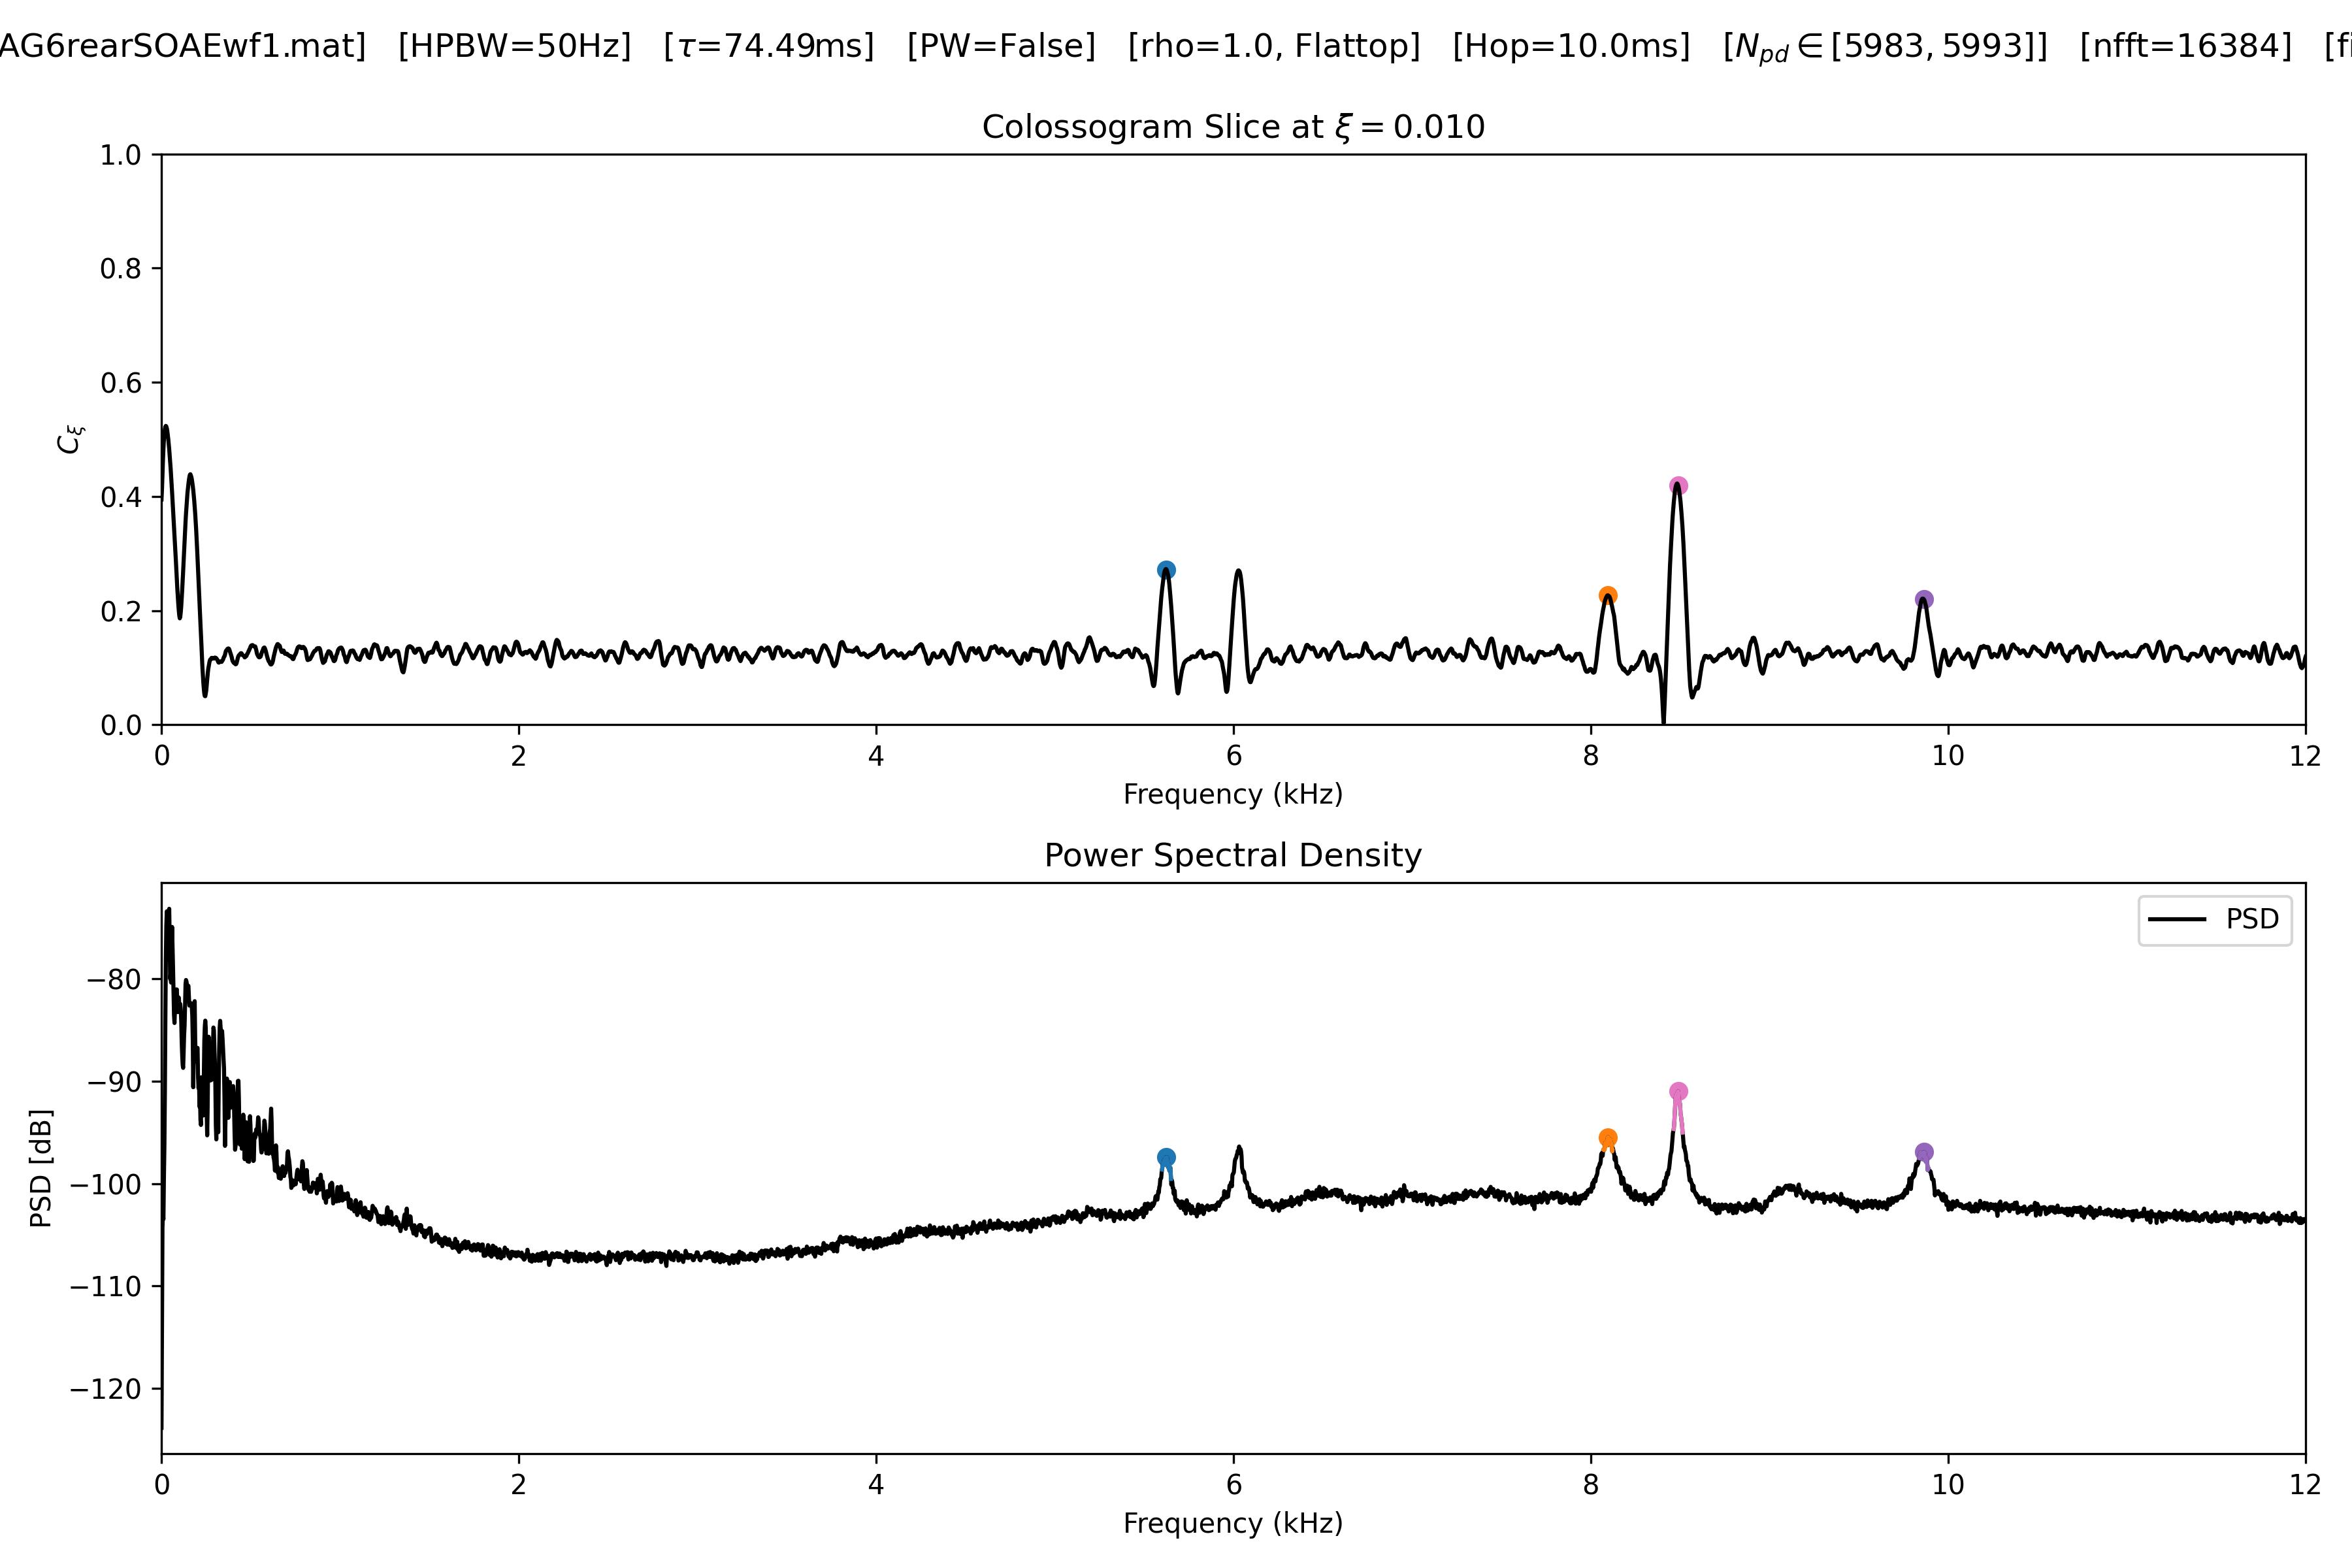 AG6rearSOAEwf1.mat] [HPBW=50Hz] [τ=74.49ms] [PW=False] [rho=1.0, Flattop] [Hop=10.0ms] [N_pd ∈ [5983, 5993]] [nfft=16384] [fi
Colossogram Slice at ξ = 0.010
1.0
0.8
0.6
0.4
0.2
0.0
C_ξ
0 2 4 6 8 10 12
Frequency (kHz)
Power Spectral Density
PSD
−80
−90
−100
−110
−120
PSD [dB]
0 2 4 6 8 10 12
Frequency (kHz)